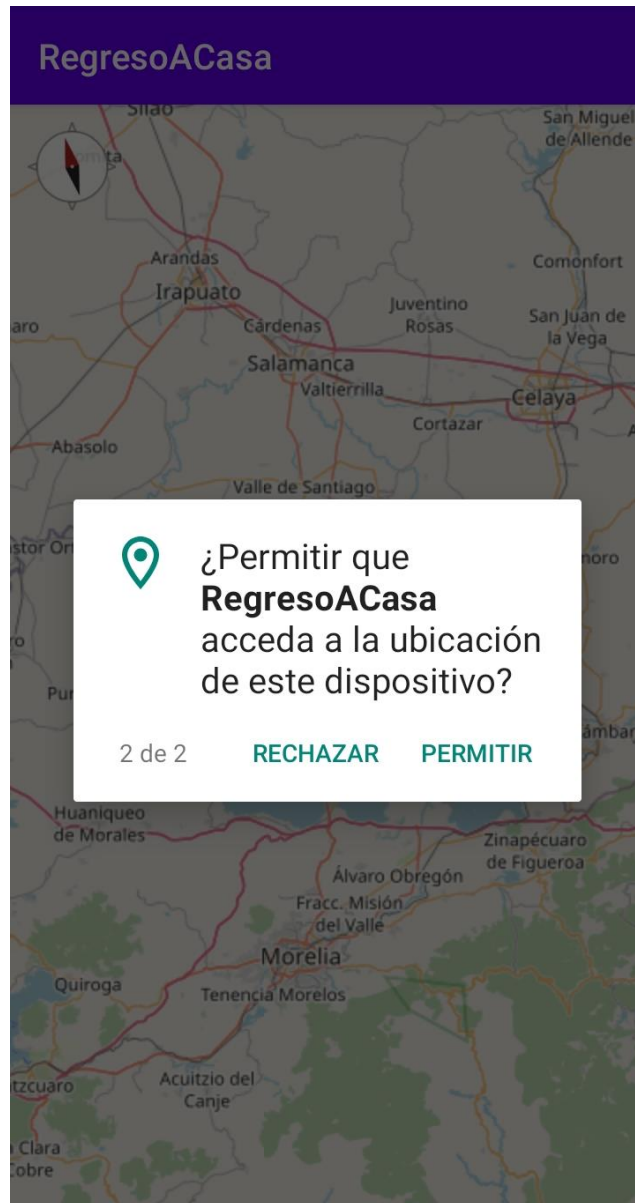 RegresoACasa
Silao
San Miguel
de Allende
Arandas
Irapuato
Comonfort
Juventino
Rosas
San Juan de
la Vega
Cárdenas
Salamanca
Valtierrilla
Celaya
Cortazar
Abasolo
Valle de Santiago
¿Permitir que
RegresoACasa
acceda a la ubicación
de este dispositivo?
2 de 2
RECHAZAR
PERMITIR
Huaniqueo
de Morales
Zinapécuaro
de Figueroa
Álvaro Obregón
Fracc. Misión
del Valle
Morelia
Quiroga
Tenencia Morelos
Acuitzio del
Canje
Clara
Cobre